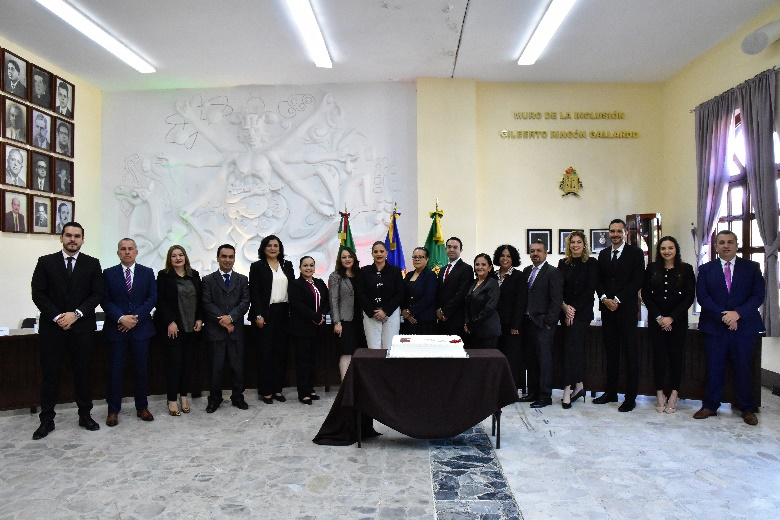 MURO DE LA INCLUSIÓN
GILBERTO RINCÓN GALLARDO